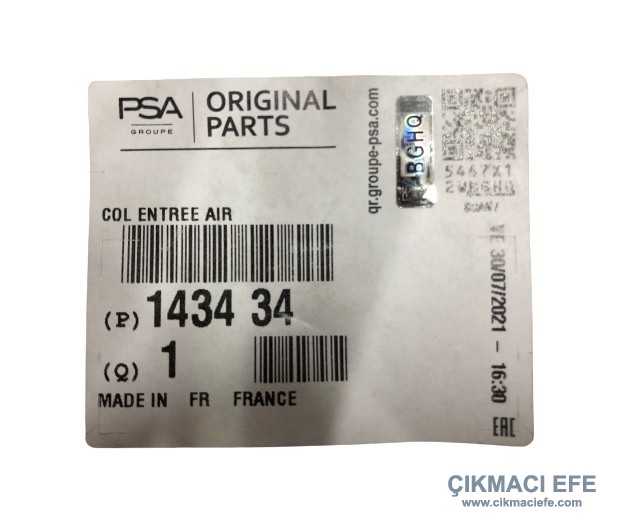 PSA
GROUPE
ORIGINAL
PARTS
qr.groupe-psa.com
BGHQ
5467X1
COL ENTREE AIR
(P) 1434 34
(Q) 1
MADE IN FR FRANCE
VE 30/07/2021 - 16:30
EAC
ÇIKMACI EFE
www.cikmaciefe.com